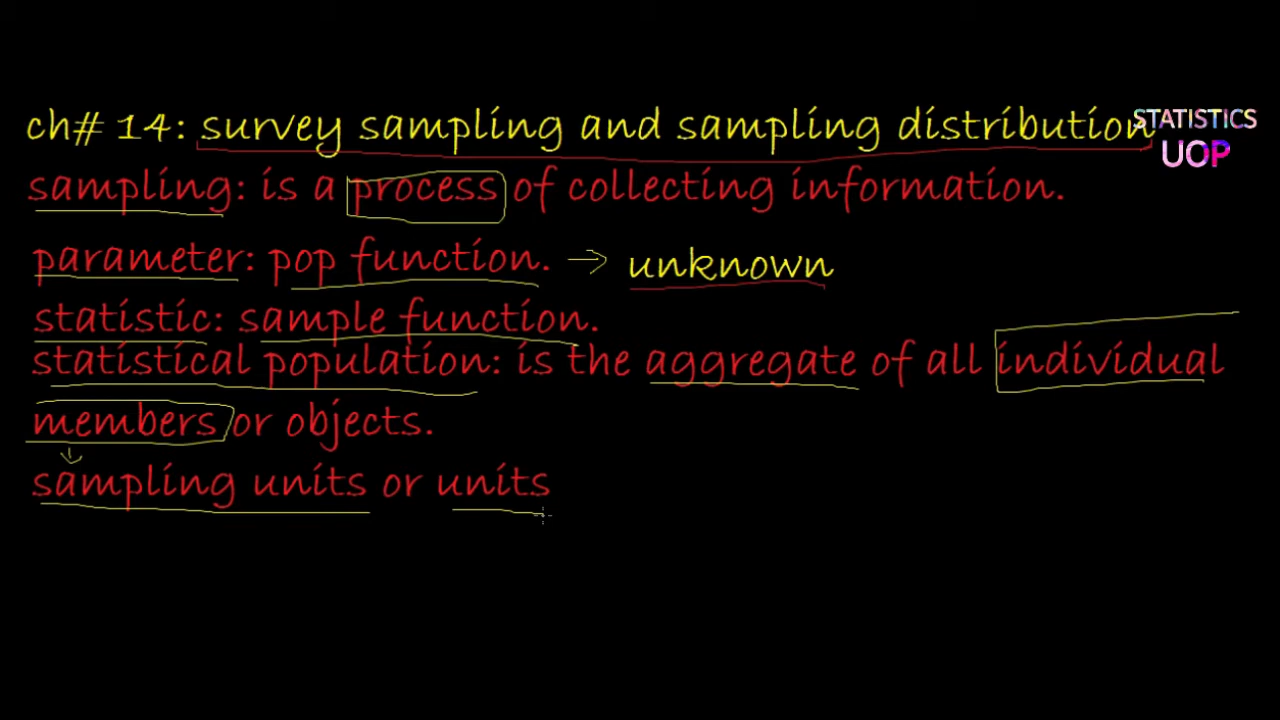 ch# 14: survey sampling and sampling distribution
STATISTICS
UOP
sampling: is a process of collecting information.
parameter: pop function. → unknown
statistic: sample function.
statistical population: is the aggregate of all individual
members or objects.
sampling units or units